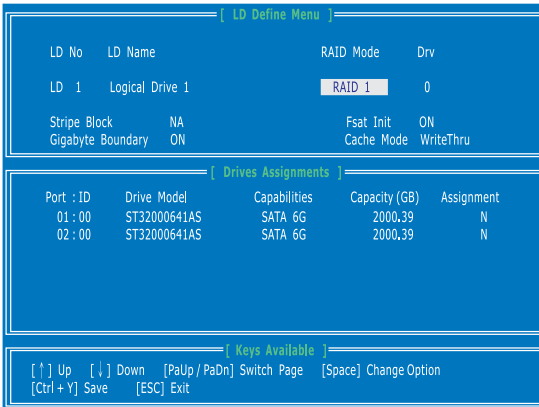 [ LD Define Menu ]
LD No LD Name RAID Mode Drv
LD 1 Logical Drive 1 RAID 1 0
Stripe Block NA Fsat Init ON
Gigabyte Boundary ON Cache Mode WriteThru
[ Drives Assignments ]
Port : ID Drive Model Capabilities Capacity (GB) Assignment
01 : 00 ST32000641AS SATA 6G 2000.39 N
02 : 00 ST32000641AS SATA 6G 2000.39 N
[ Keys Available ]
[ ↑ ] Up [ ↓ ] Down [PaUp / PaDn] Switch Page [Space] Change Option
[Ctrl + Y] Save [ESC] Exit